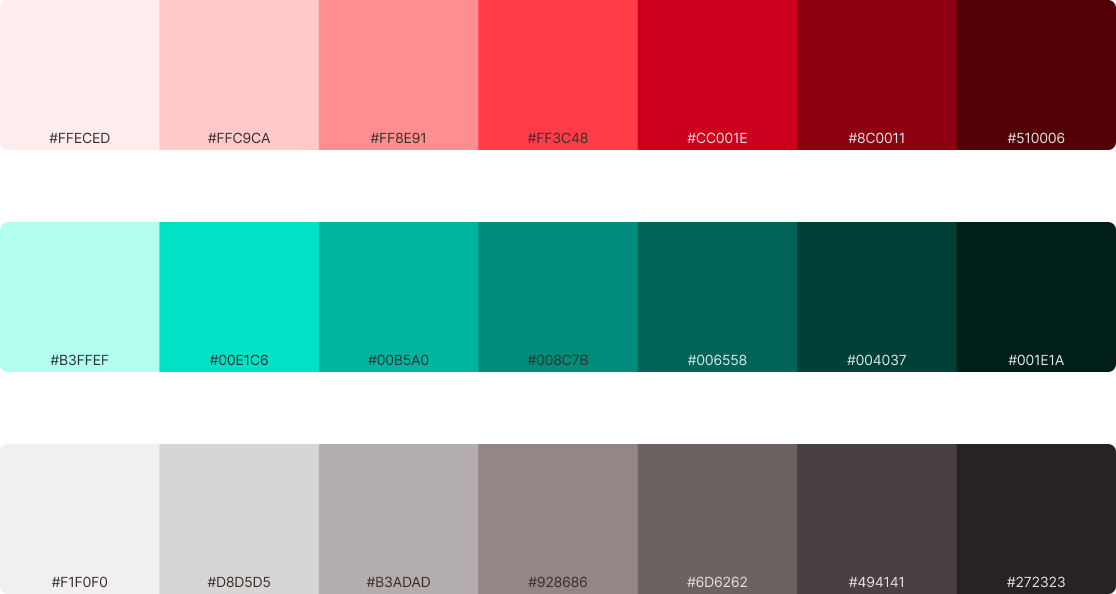 #FFECED #FFC9CA #FF8E91 #FF3C48 #CC001E #8C0011 #510006
#B3FFEF #00E1C6 #00B5A0 #008C7B #006558 #004037 #001E1A
#F1F0F0 #D8D5D5 #B3ADAD #928686 #6D6262 #494141 #272323